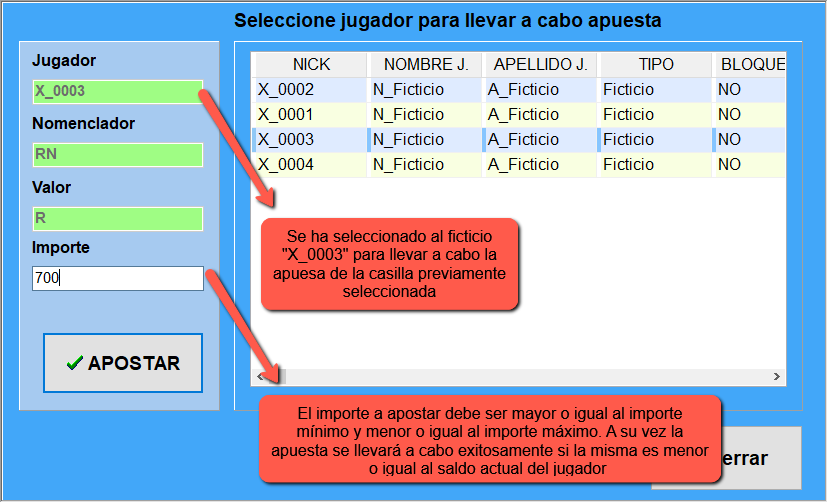 Seleccione jugador para llevar a cabo apuesta
Jugador
X_0003
Nomenclador
RN
Valor
R
Importe
700
APOSTAR
NICK NOMBRE J. APELLIDO J. TIPO BLOQUE
X_0002 N_Ficticio A_Ficticio Ficticio NO
X_0001 N_Ficticio A_Ficticio Ficticio NO
X_0003 N_Ficticio A_Ficticio Ficticio NO
X_0004 N_Ficticio A_Ficticio Ficticio NO
Se ha seleccionado al ficticio
"X_0003" para llevar a cabo la
apuesa de la casilla previamente
seleccionada
El importe a apostar debe ser mayor o igual al importe
mínimo y menor o igual al importe máximo. A su vez la
apuesta se llevará a cabo exitosamente si la misma es menor
o igual al saldo actual del jugador
errar